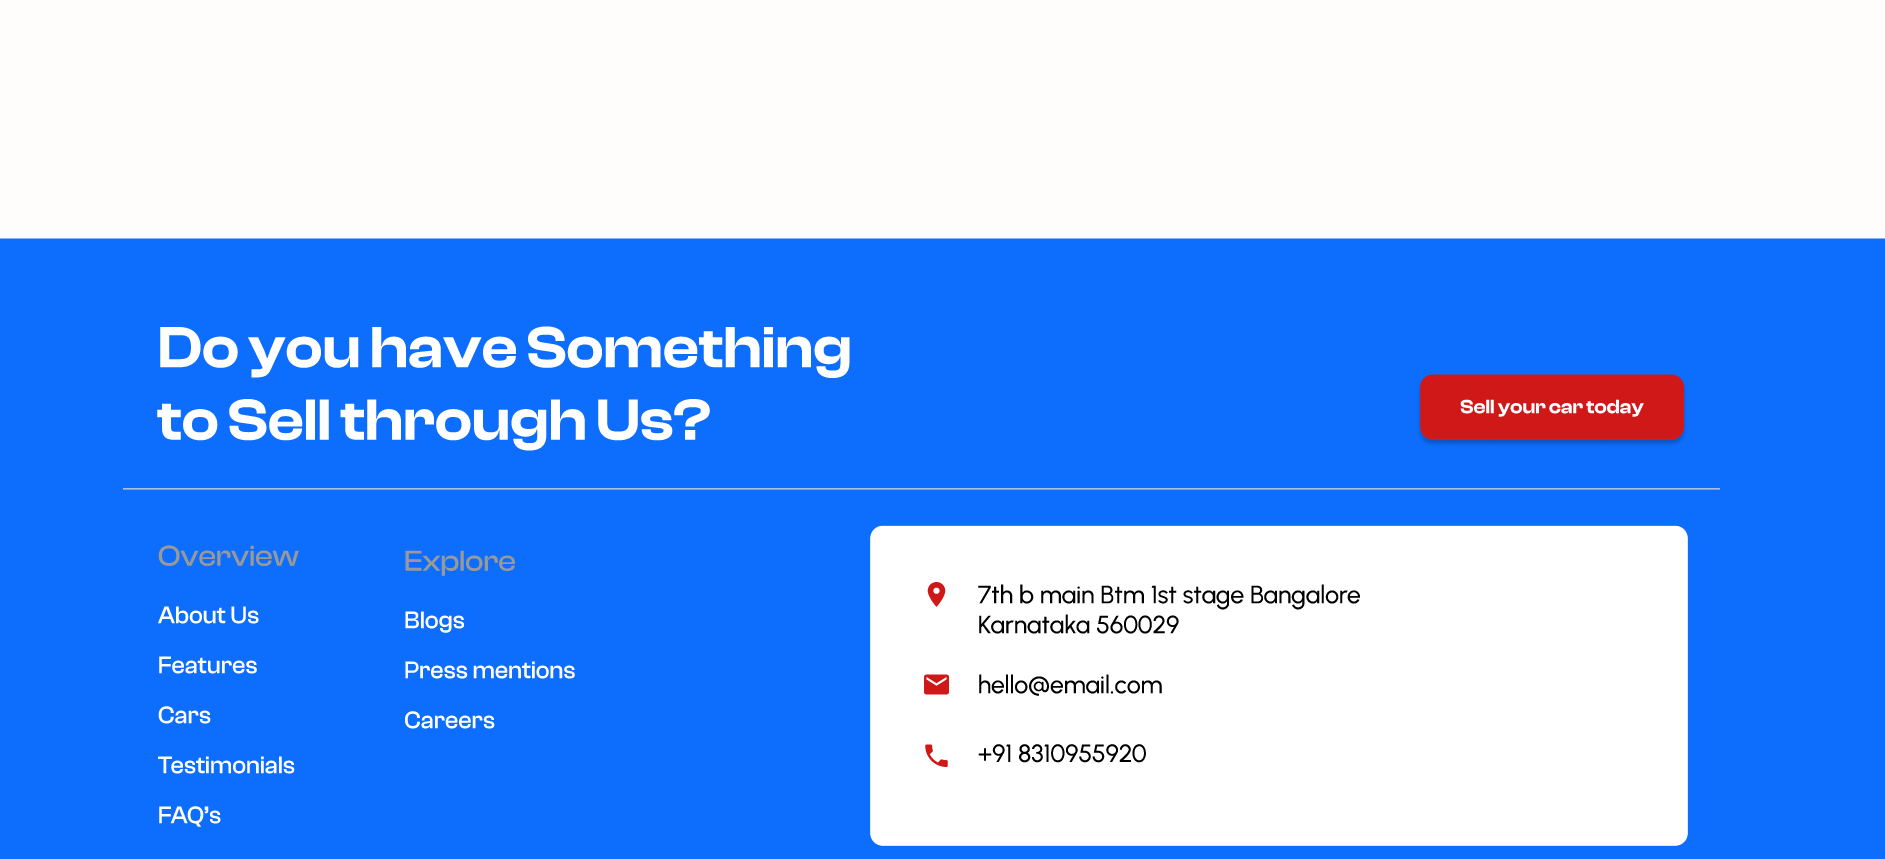 Do you have Something
to Sell through Us?
Sell your car today
Overview
About Us
Features
Cars
Testimonials
FAQ's
Explore
Blogs
Press mentions
Careers
7th b main Btm 1st stage Bangalore
Karnataka 560029
hello@email.com
+91 8310955920